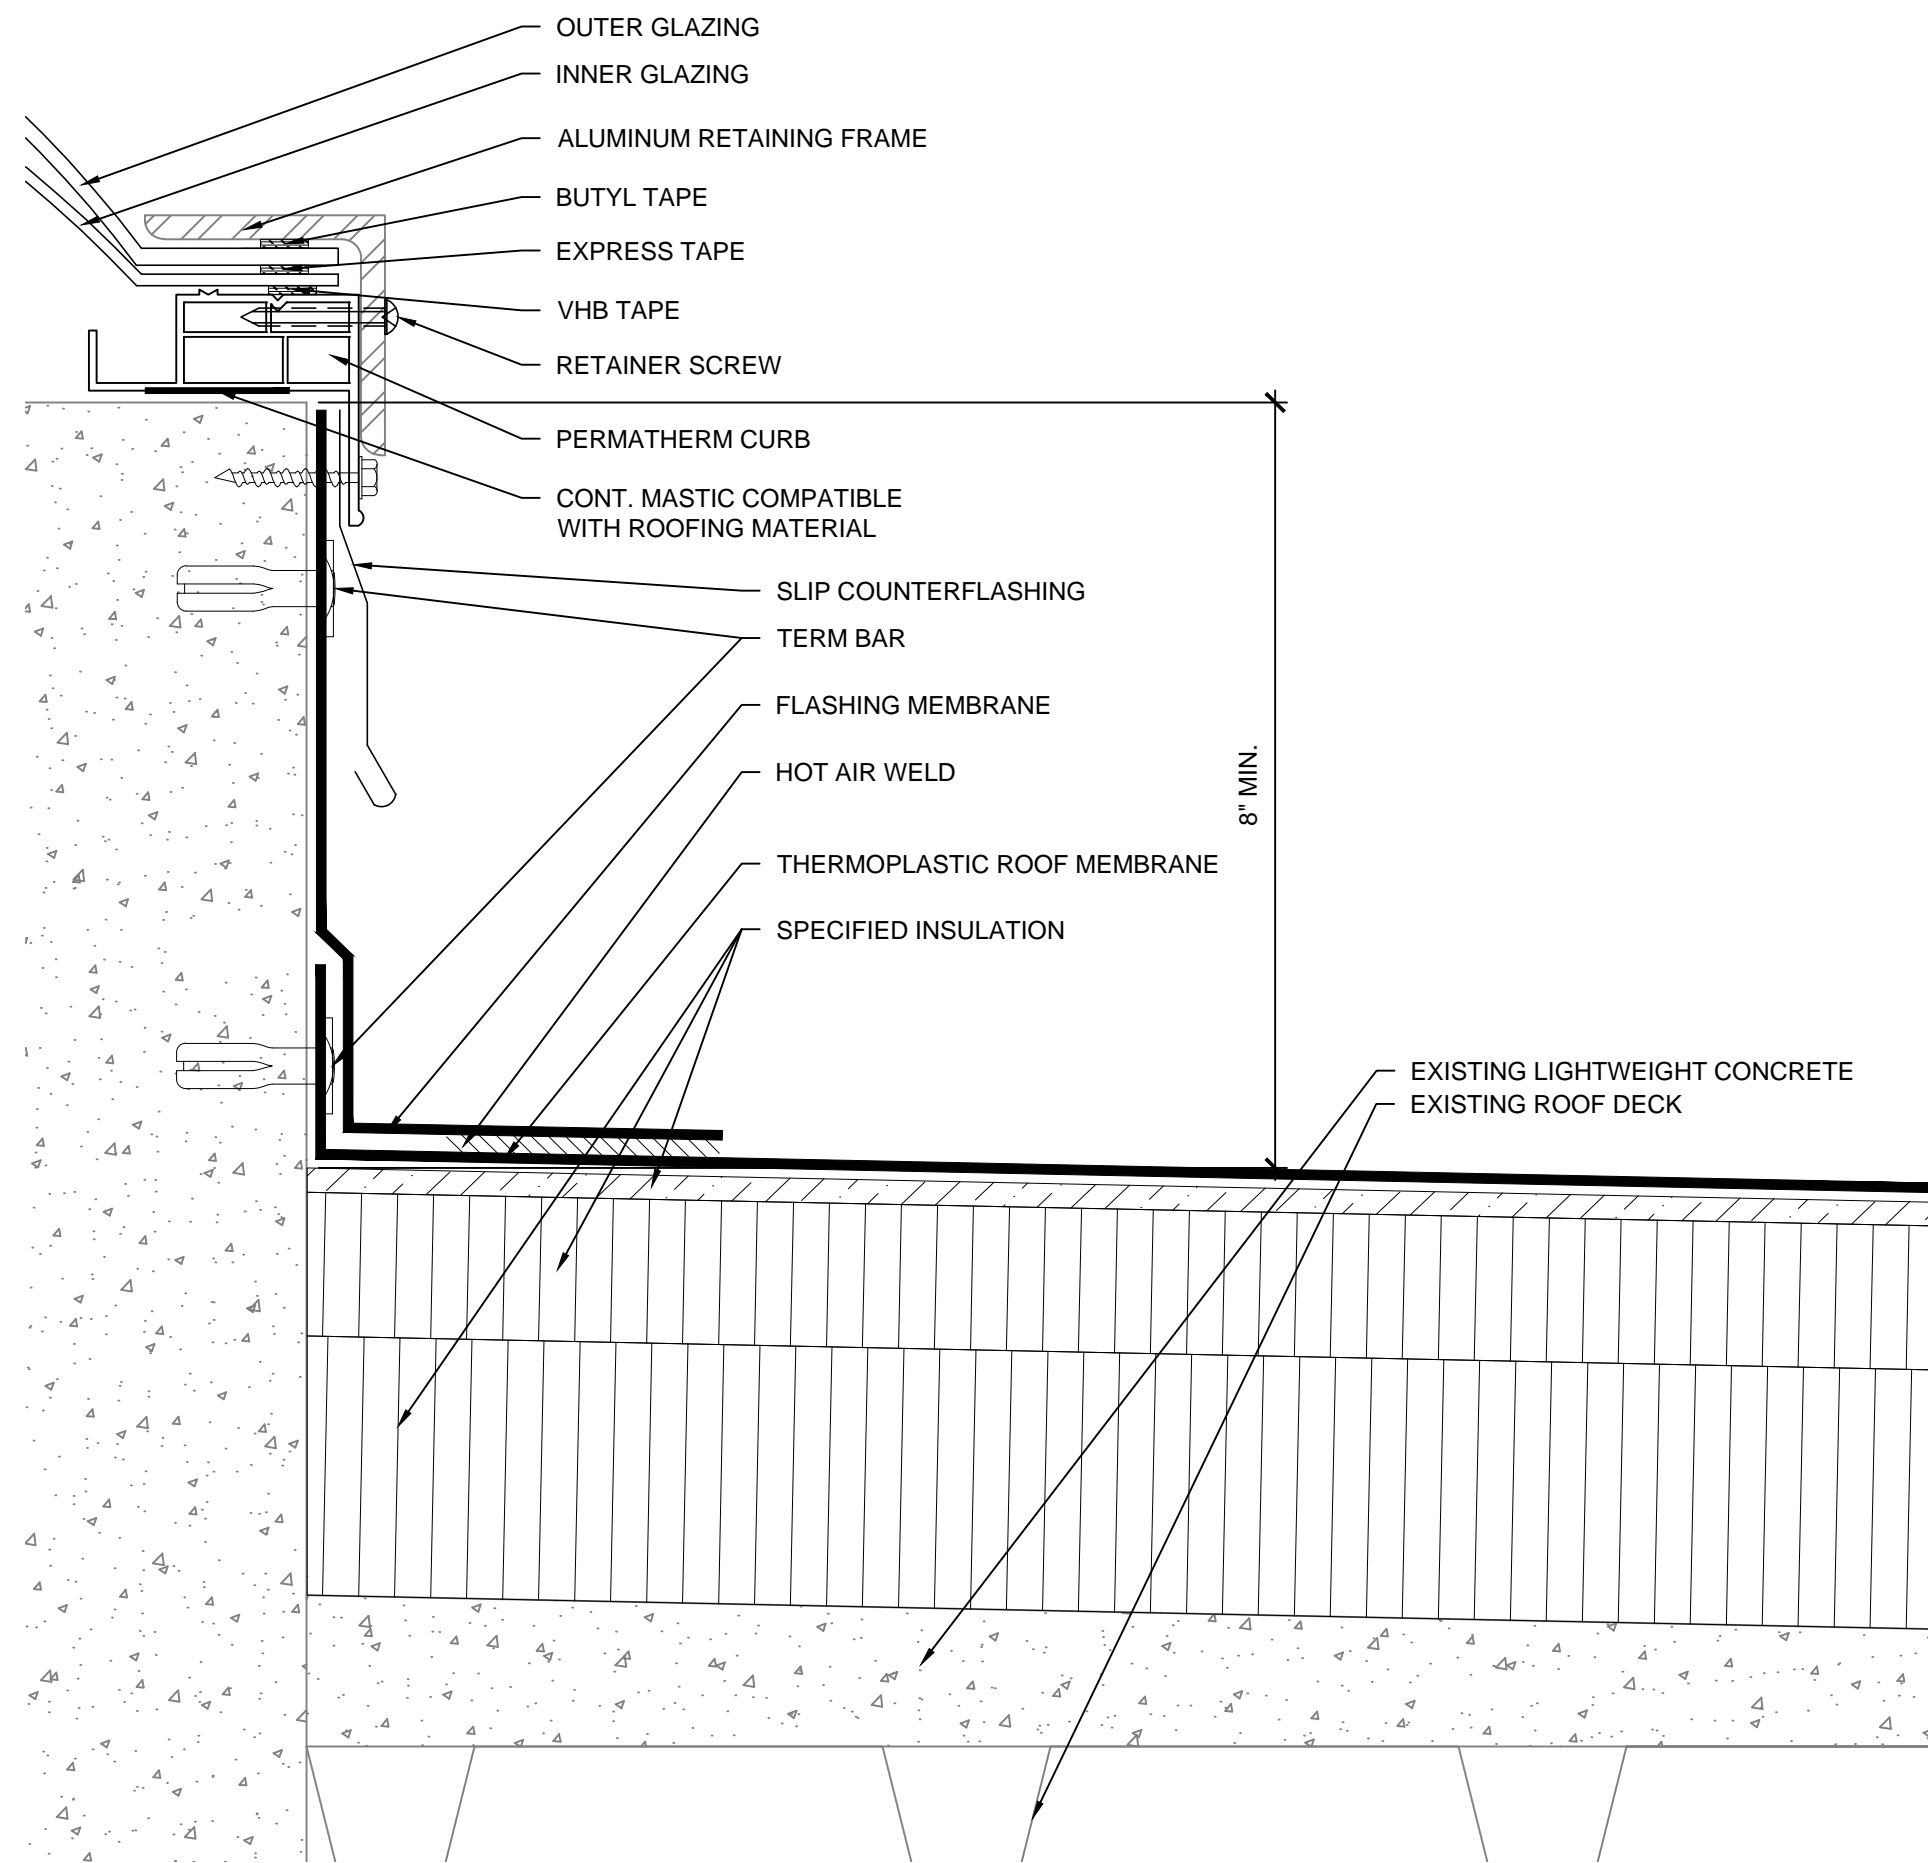 OUTER GLAZING
INNER GLAZING
ALUMINUM RETAINING FRAME
BUTYL TAPE
EXPRESS TAPE
VHB TAPE
RETAINER SCREW
PERMATHERM CURB
CONT. MASTIC COMPATIBLE
WITH ROOFING MATERIAL
SLIP COUNTERFLASHING
TERM BAR
FLASHING MEMBRANE
HOT AIR WELD
8" MIN.
THERMOPLASTIC ROOF MEMBRANE
SPECIFIED INSULATION
EXISTING LIGHTWEIGHT CONCRETE
EXISTING ROOF DECK